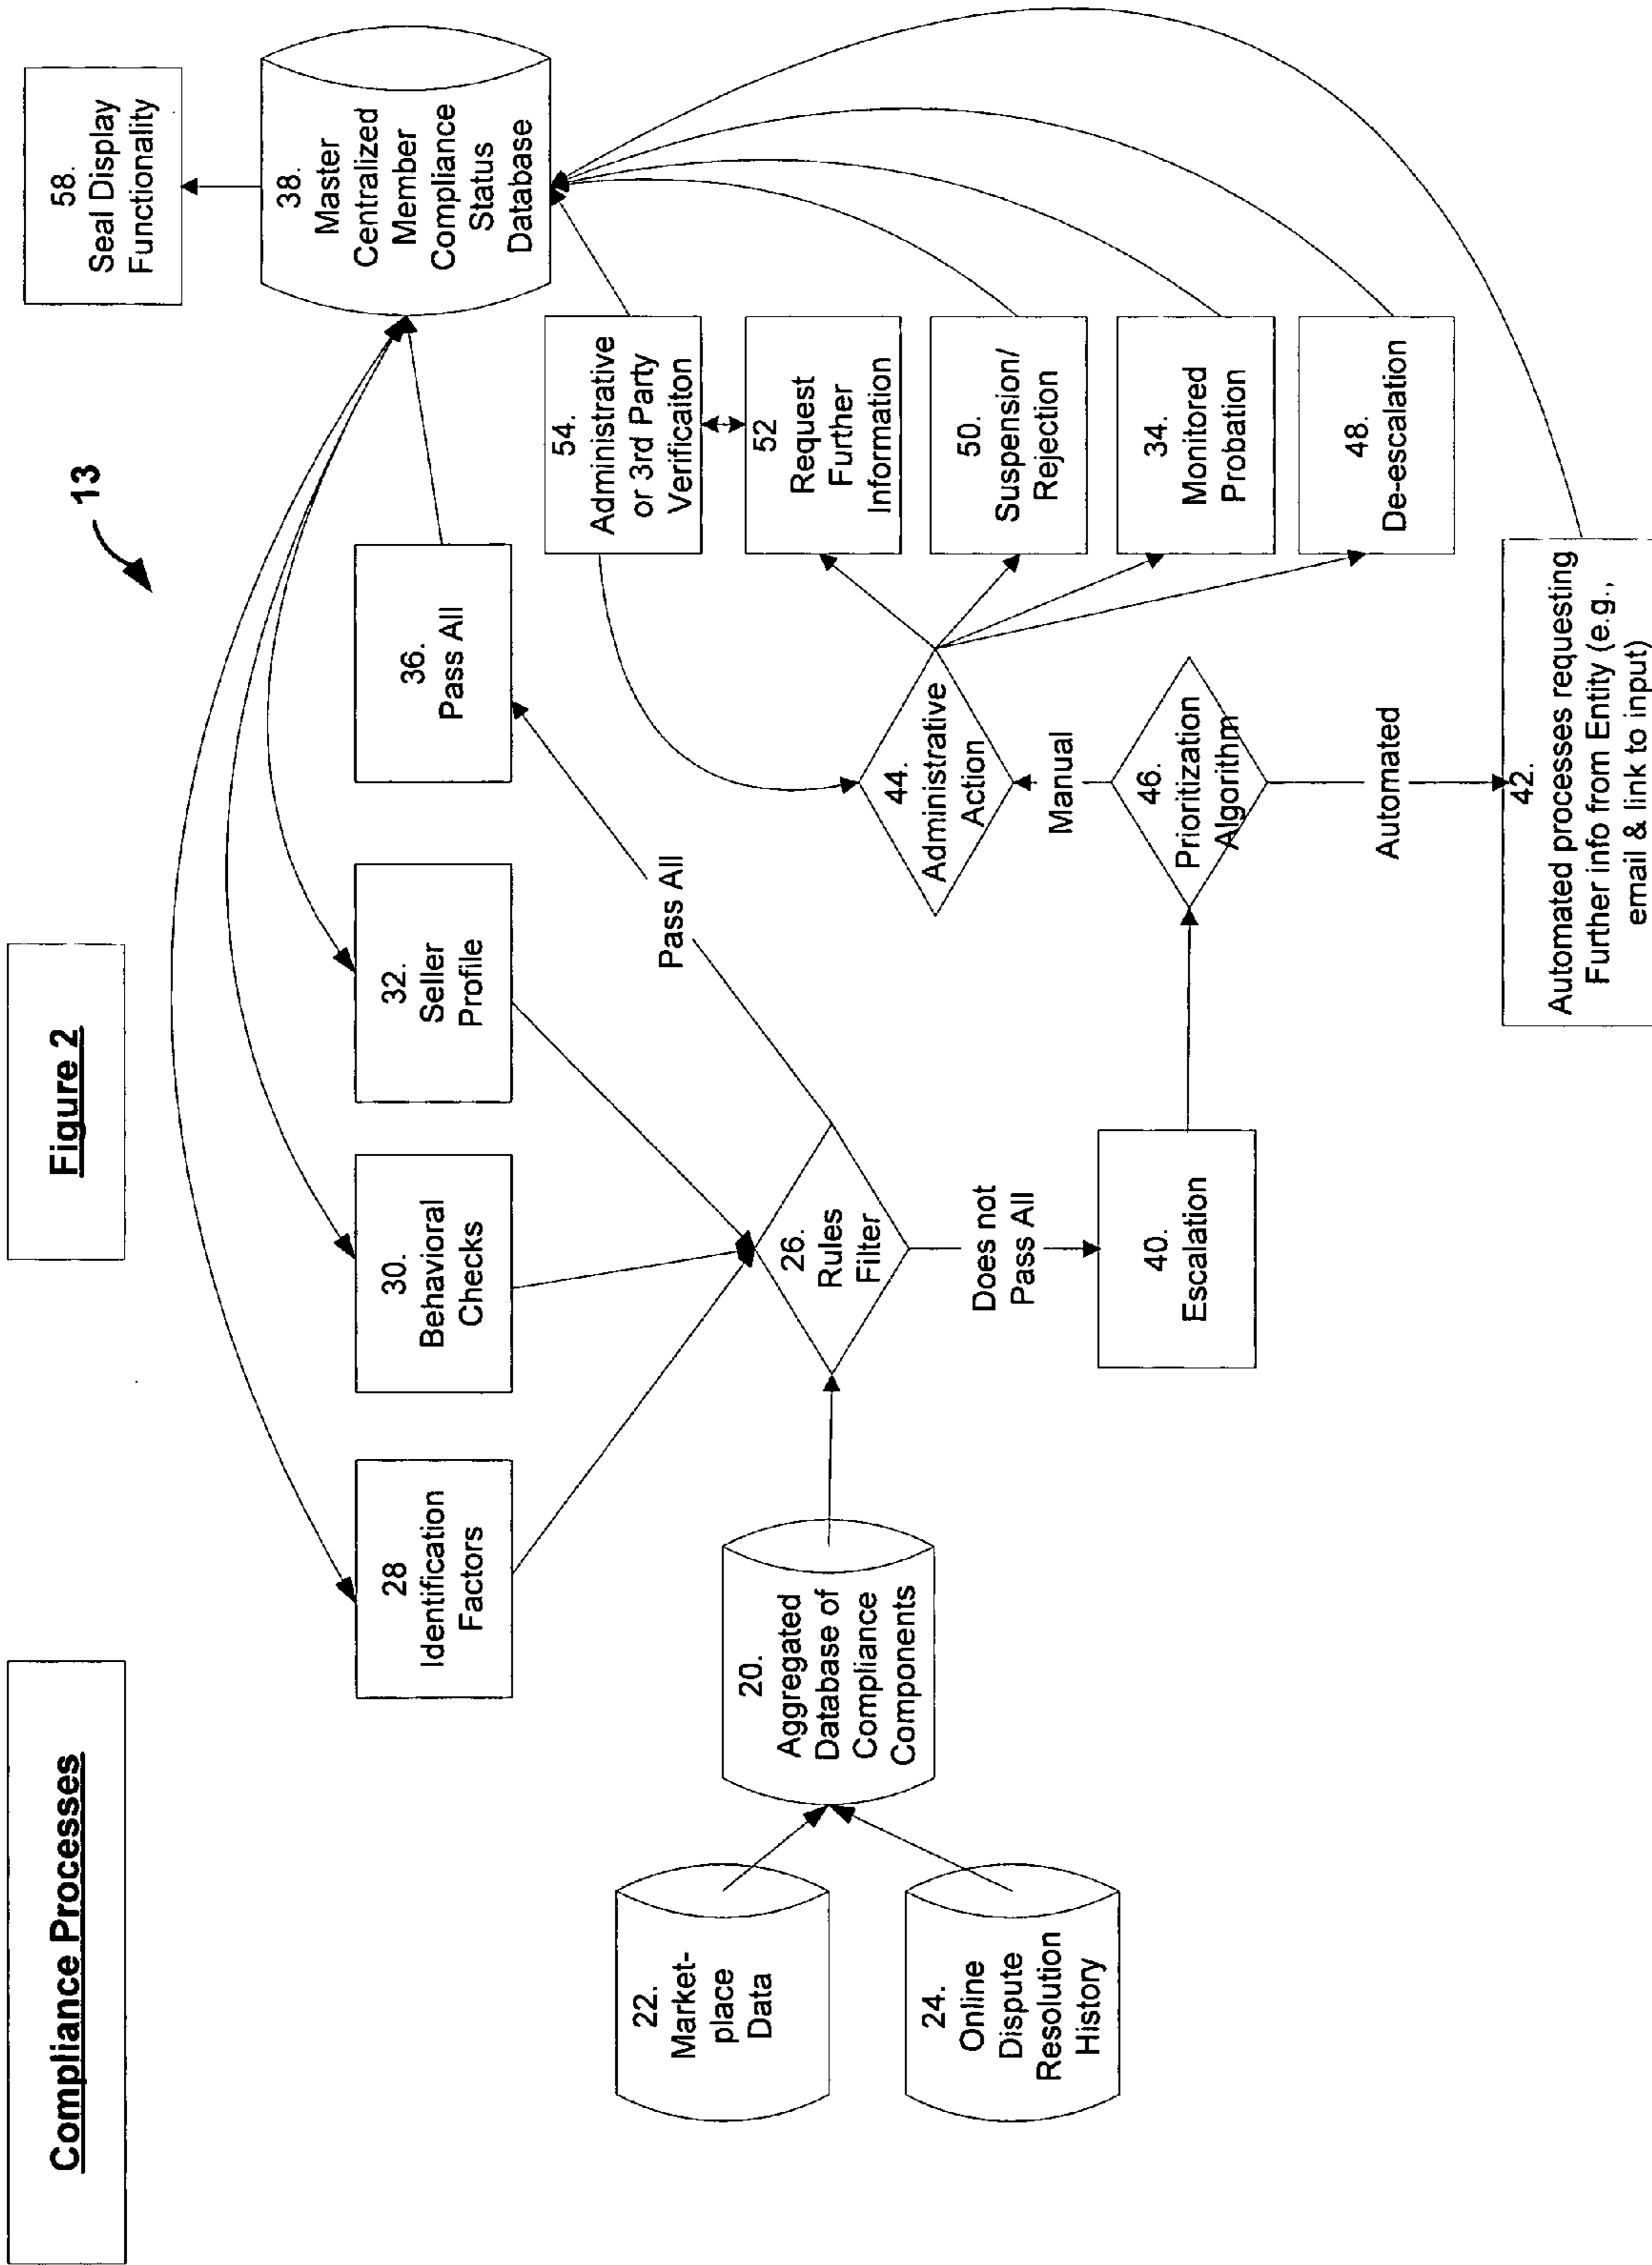 Compliance Processes
Figure 2
13
58.
Seal Display
Functionality
38.
Master
Centralized
Member
Compliance
Status
Database
28
Identification
Factors
30.
Behavioral
Checks
32.
Seller
Profile
36.
Pass All
Pass All
22.
Market-
place
Data
24.
Online
Dispute
Resolution
History
20.
Aggregated
Database of
Compliance
Components
26.
Rules
Filter
Does not
Pass All
40.
Escalation
44.
Administrative
Action
Manual
46.
Prioritization
Algorithm
Automated
54.
Administrative
or 3rd Party
Verificaiton
52
Request
Further
Information
50.
Suspension/
Rejection
34.
Monitored
Probation
48.
De-escalation
42.
Automated processes requesting
Further info from Entity (e.g.,
email & link to input)